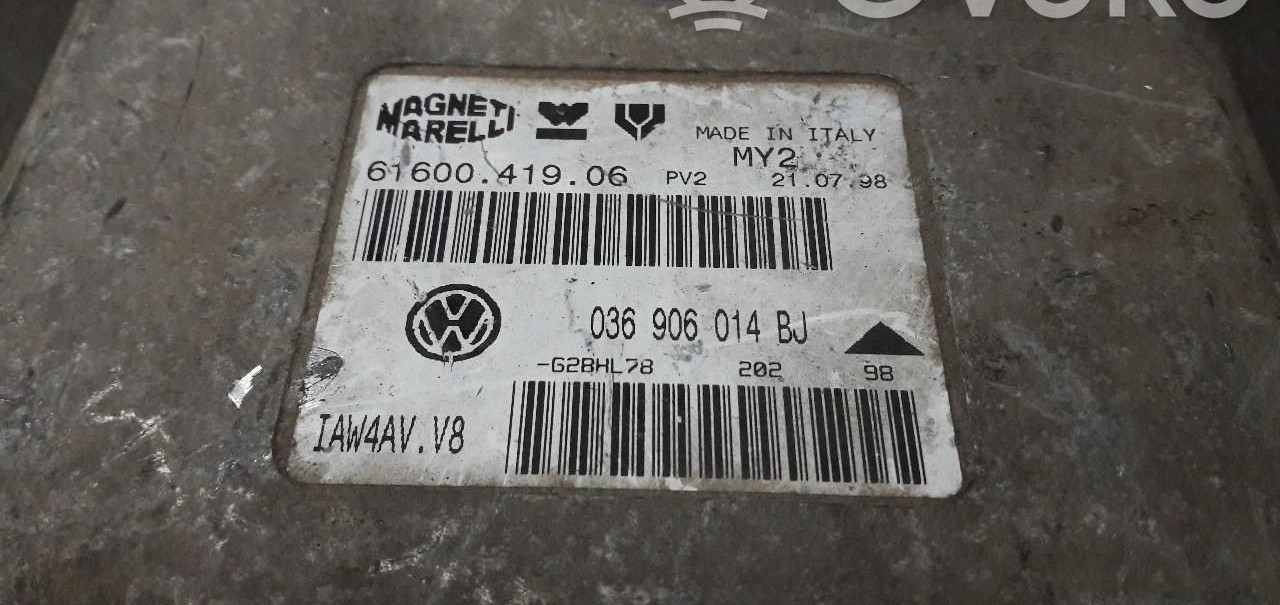 OVOKO
MAGNETI MARELLI
MADE IN ITALY
MY2
61600.419.06 PV2 21.07.98
036 906 014 BJ
-G2BHL78 202 98
IAW4AV.V8